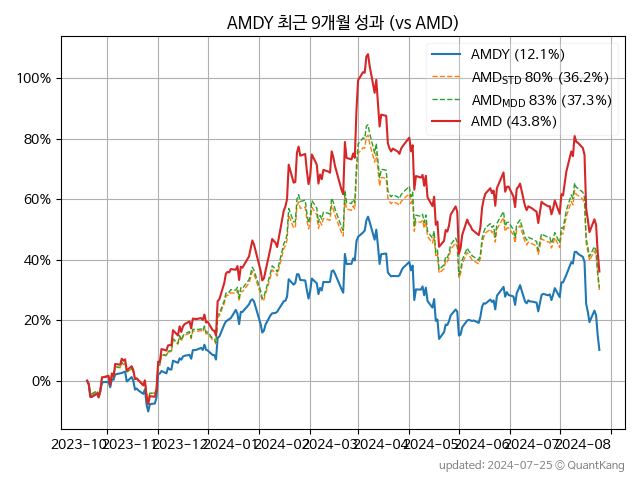 AMDY 최근 9개월 성과 (vs AMD)
AMDY (12.1%)
AMD_STD 80% (36.2%)
AMD_MDD 83% (37.3%)
AMD (43.8%)
100%
80%
60%
40%
20%
0%
2023-10 2023-11 2023-12 2024-01 2024-02 2024-03 2024-04 2024-05 2024-06 2024-07 2024-08
updated: 2024-07-25 © QuantKang